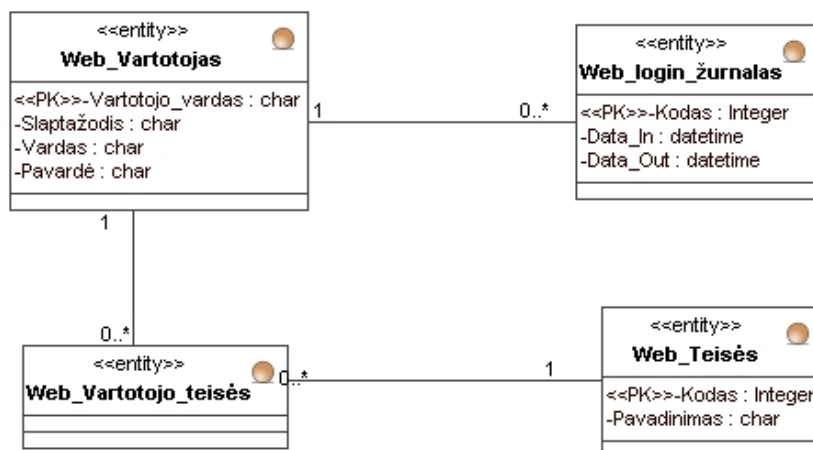 <<entity>>
Web_Vartotojas
<<PK>>-Vartotojo_vardas : char
-Slaptažodis : char
-Vardas : char
-Pavardė : char
<<entity>>
Web_login_žurnalas
<<PK>>-Kodas : Integer
-Data_In : datetime
-Data_Out : datetime
1
0..*
1
0..*
<<entity>>
Web_Vartotojo_teisės
0..*
1
<<entity>>
Web_Teisės
<<PK>>-Kodas : Integer
-Pavadinimas : char